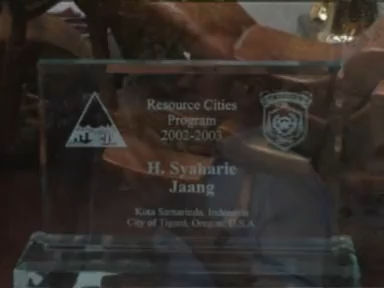 Resource Cities
Program
2002-2003
H. Syaharie
Jaang
Kota Samarinda, Indonesia
City of Tigard, Oregon, U.S.A